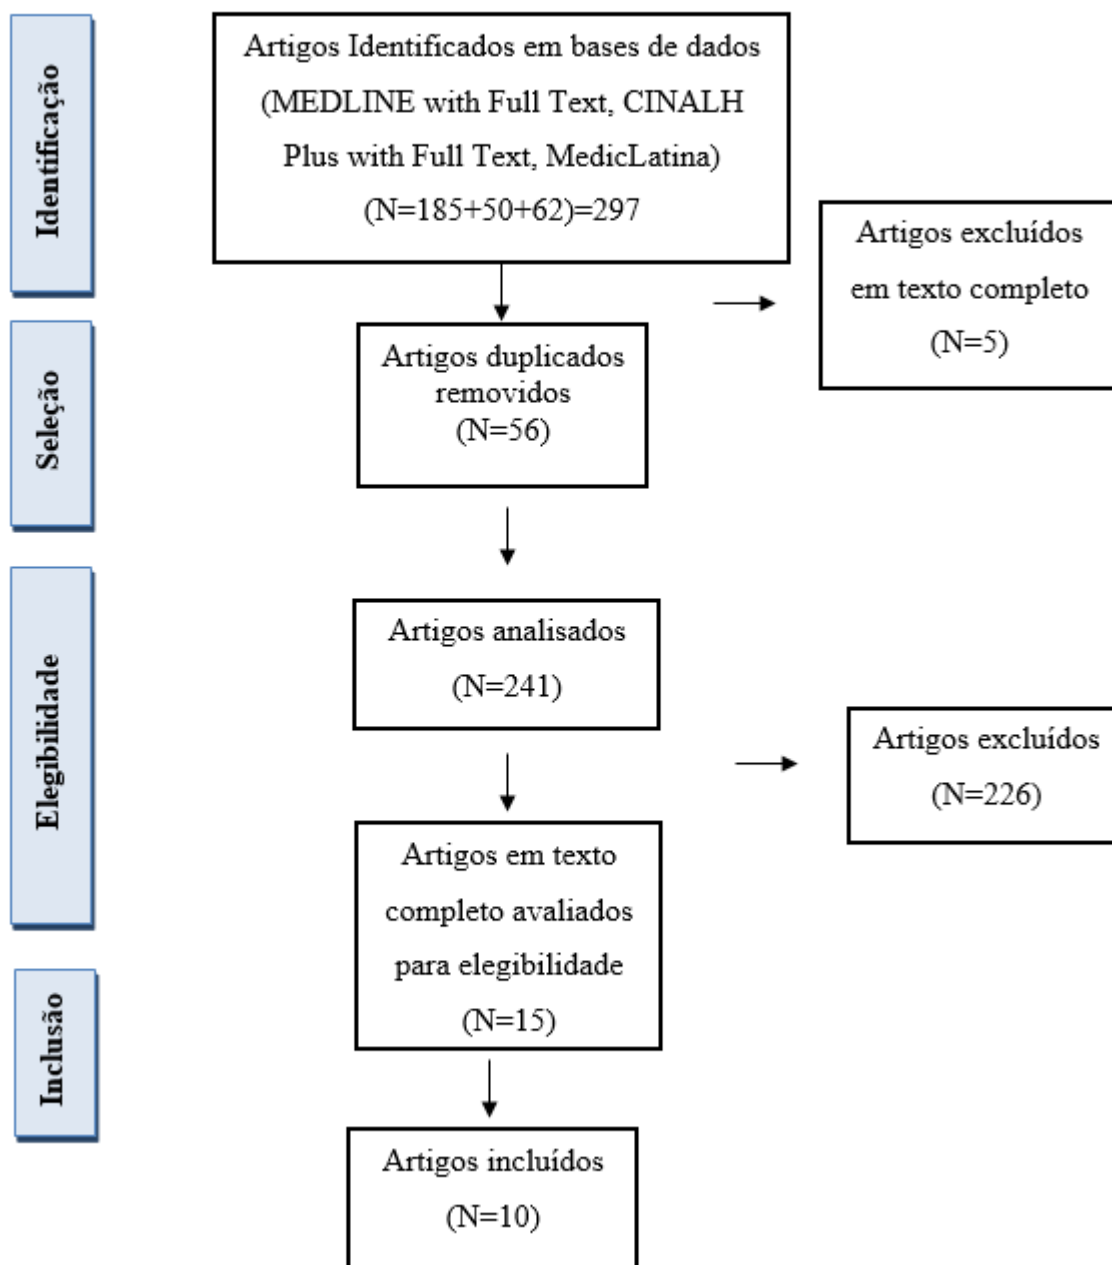 Identificação
Artigos Identificados em bases de dados
(MEDLINE with Full Text, CINALH
Plus with Full Text, MedicLatina)
(N=185+50+62)=297
Artigos excluídos
em texto completo
(N=5)
Seleção
Artigos duplicados
removidos
(N=56)
Elegibilidade
Artigos analisados
(N=241)
Artigos excluídos
(N=226)
Artigos em texto
completo avaliados
para elegibilidade
(N=15)
Inclusão
Artigos incluídos
(N=10)